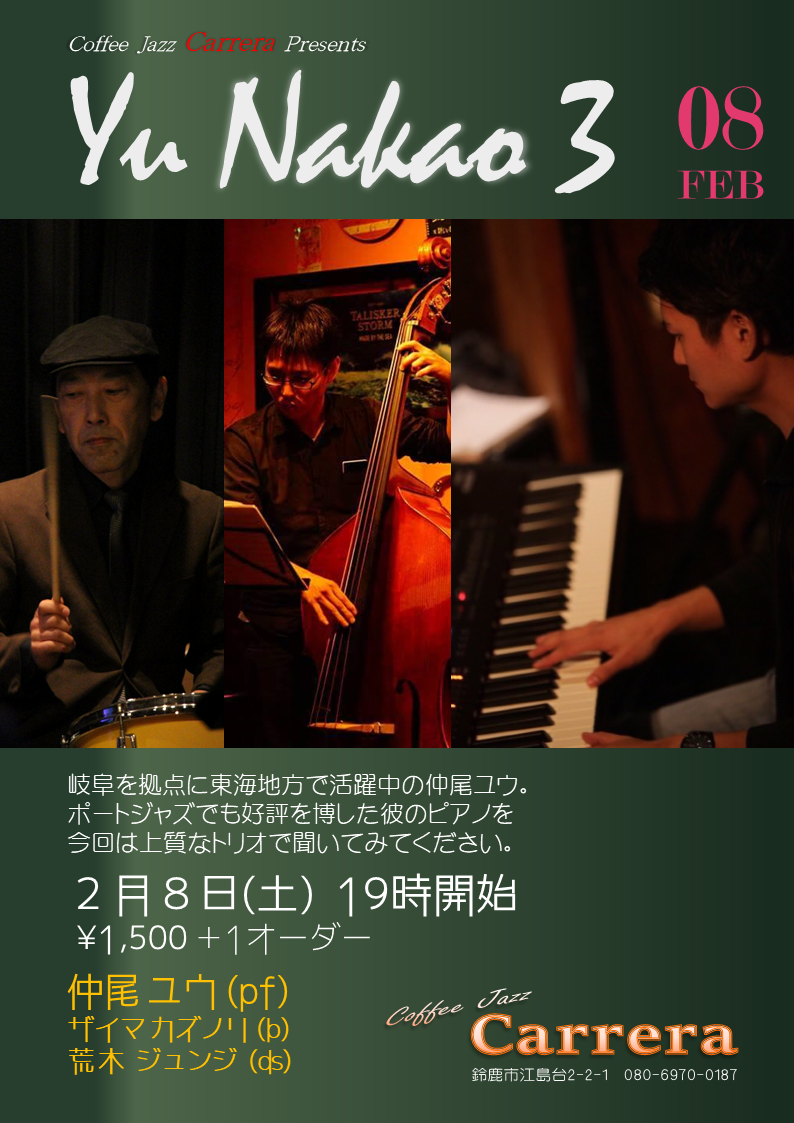 Coffee Jazz Carrera Presents
Yu Nakao 3
08
FEB
TALISKER
STORM
MADE BY THE SEA
岐阜を拠点に東海地方で活躍中の仲尾ユウ。
ポートジャズでも好評を博した彼のピアノを
今回は上質なトリオで聞いてみてください。
２月８日(土) 19時開始
¥1,500 +1オーダー
仲尾 ユウ (pf)
ザイマ カズノリ (b)
荒木 ジュンジ (ds)
Coffee Jazz
Carrera
鈴鹿市江島台2-2-1 080-6970-0187